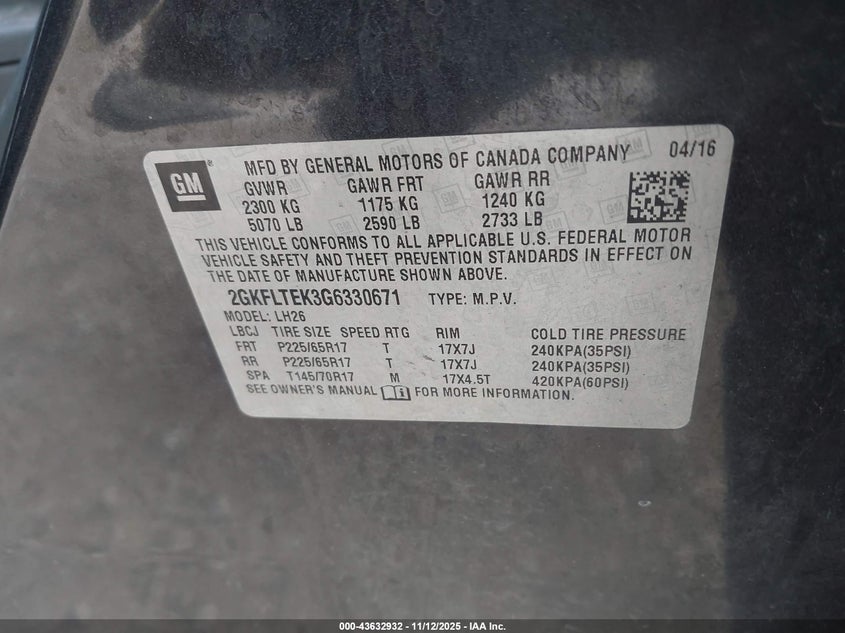 GM
MFD BY GENERAL MOTORS OF CANADA COMPANY 04/16
GVWR GAWR FRT GAWR RR
2300 KG 1175 KG 1240 KG
5070 LB 2590 LB 2733 LB
THIS VEHICLE CONFORMS TO ALL APPLICABLE U.S. FEDERAL MOTOR
VEHICLE SAFETY AND THEFT PREVENTION STANDARDS IN EFFECT ON
THE DATE OF MANUFACTURE SHOWN ABOVE.
2GKFLTEK3G6330671 TYPE: M.P.V.
MODEL: LH26
LBCJ TIRE SIZE SPEED RTG RIM COLD TIRE PRESSURE
FRT P225/65R17 T 17X7J 240KPA(35PSI)
RR P225/65R17 T 17X7J 240KPA(35PSI)
SPA T145/70R17 M 17X4.5T 420KPA(60PSI)
SEE OWNER'S MANUAL FOR MORE INFORMATION.
000-43632932 - 11/12/2025 - IAA Inc.